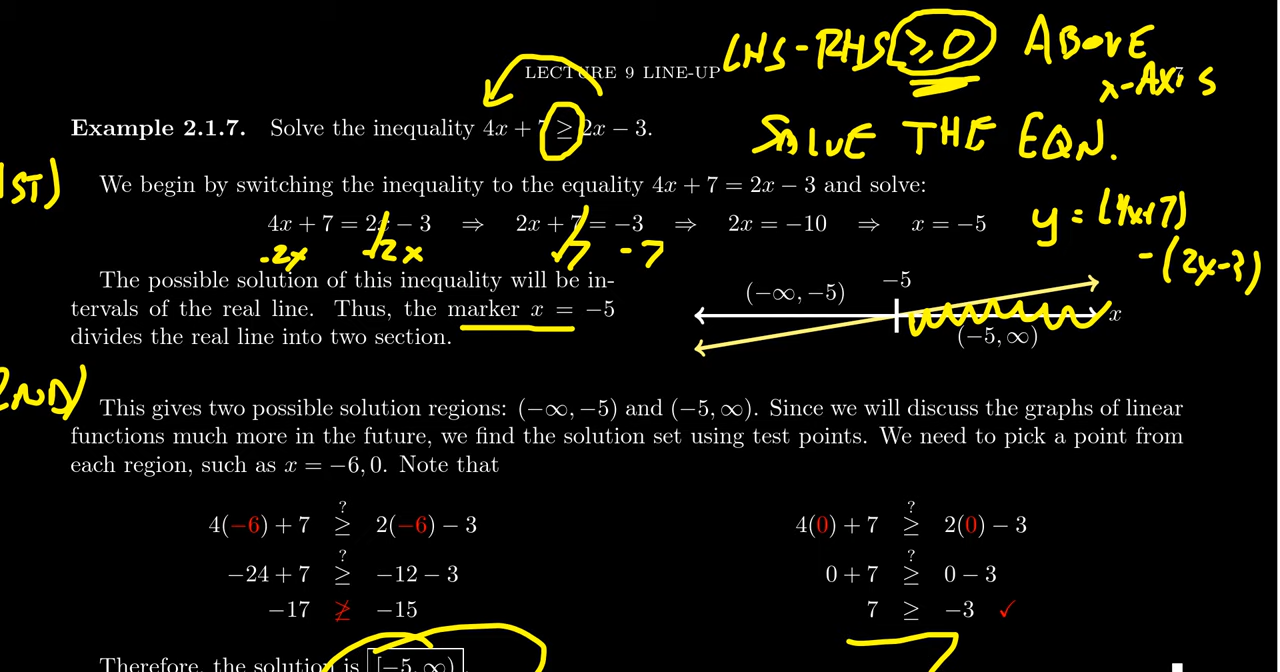 LHS-RHS ≥ 0 ABOVE
x-AXIS
LECTURE 9 LINE-UP 7
Example 2.1.7. Solve the inequality 4x + 7 ≥ 2x − 3.
SOLVE THE EQN.
1ST)
We begin by switching the inequality to the equality 4x + 7 = 2x − 3 and solve:
4x + 7 = 2x − 3 ⇒ 2x + 7 = −3 ⇒ 2x = −10 ⇒ x = −5
-2x -2x -7 -7
y = (4x+7)
-(2x-3)
The possible solution of this inequality will be in-
tervals of the real line. Thus, the marker x = −5
divides the real line into two section.
(−∞, −5) −5
x
(−5, ∞)
2ND)
This gives two possible solution regions: (−∞, −5) and (−5, ∞). Since we will discuss the graphs of linear
functions much more in the future, we find the solution set using test points. We need to pick a point from
each region, such as x = −6, 0. Note that
4(−6) + 7 ≥? 2(−6) − 3
−24 + 7 ≥? −12 − 3
−17 ≱ −15
4(0) + 7 ≥? 2(0) − 3
0 + 7 ≥? 0 − 3
7 ≥ −3 ✓
Therefore, the solution is [−5, ∞).